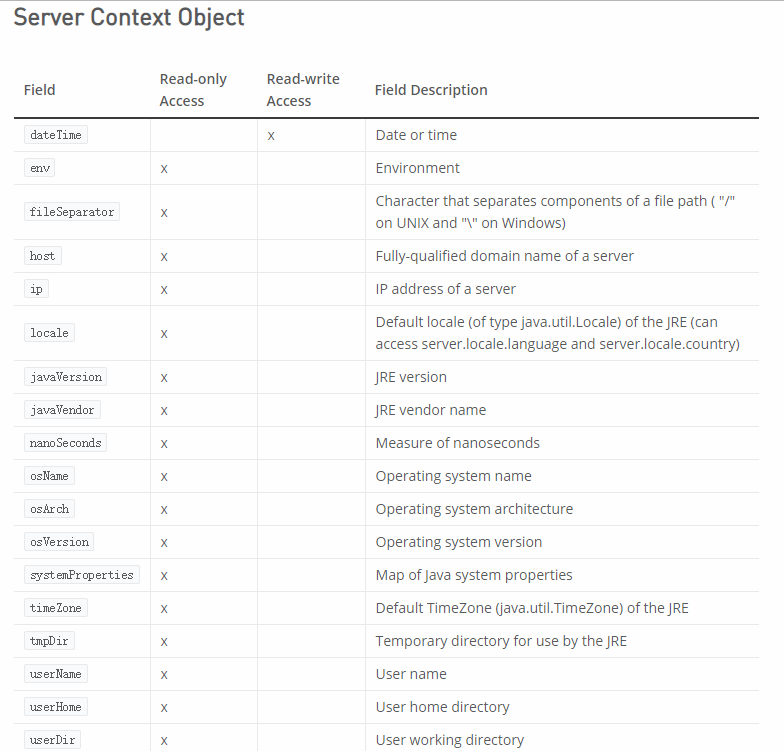 Server Context Object
Field Read-only Access Read-write Access Field Description
dateTime x Date or time
env x Environment
fileSeparator x Character that separates components of a file path ( "/"
on UNIX and "\" on Windows)
host x Fully-qualified domain name of a server
ip x IP address of a server
locale x Default locale (of type java.util.Locale) of the JRE (can
access server.locale.language and server.locale.country)
javaVersion x JRE version
javaVendor x JRE vendor name
nanoSeconds x Measure of nanoseconds
osName x Operating system name
osArch x Operating system architecture
osVersion x Operating system version
systemProperties x Map of Java system properties
timeZone x Default TimeZone (java.util.TimeZone) of the JRE
tmpDir x Temporary directory for use by the JRE
userName x User name
userHome x User home directory
userDir x User working directory